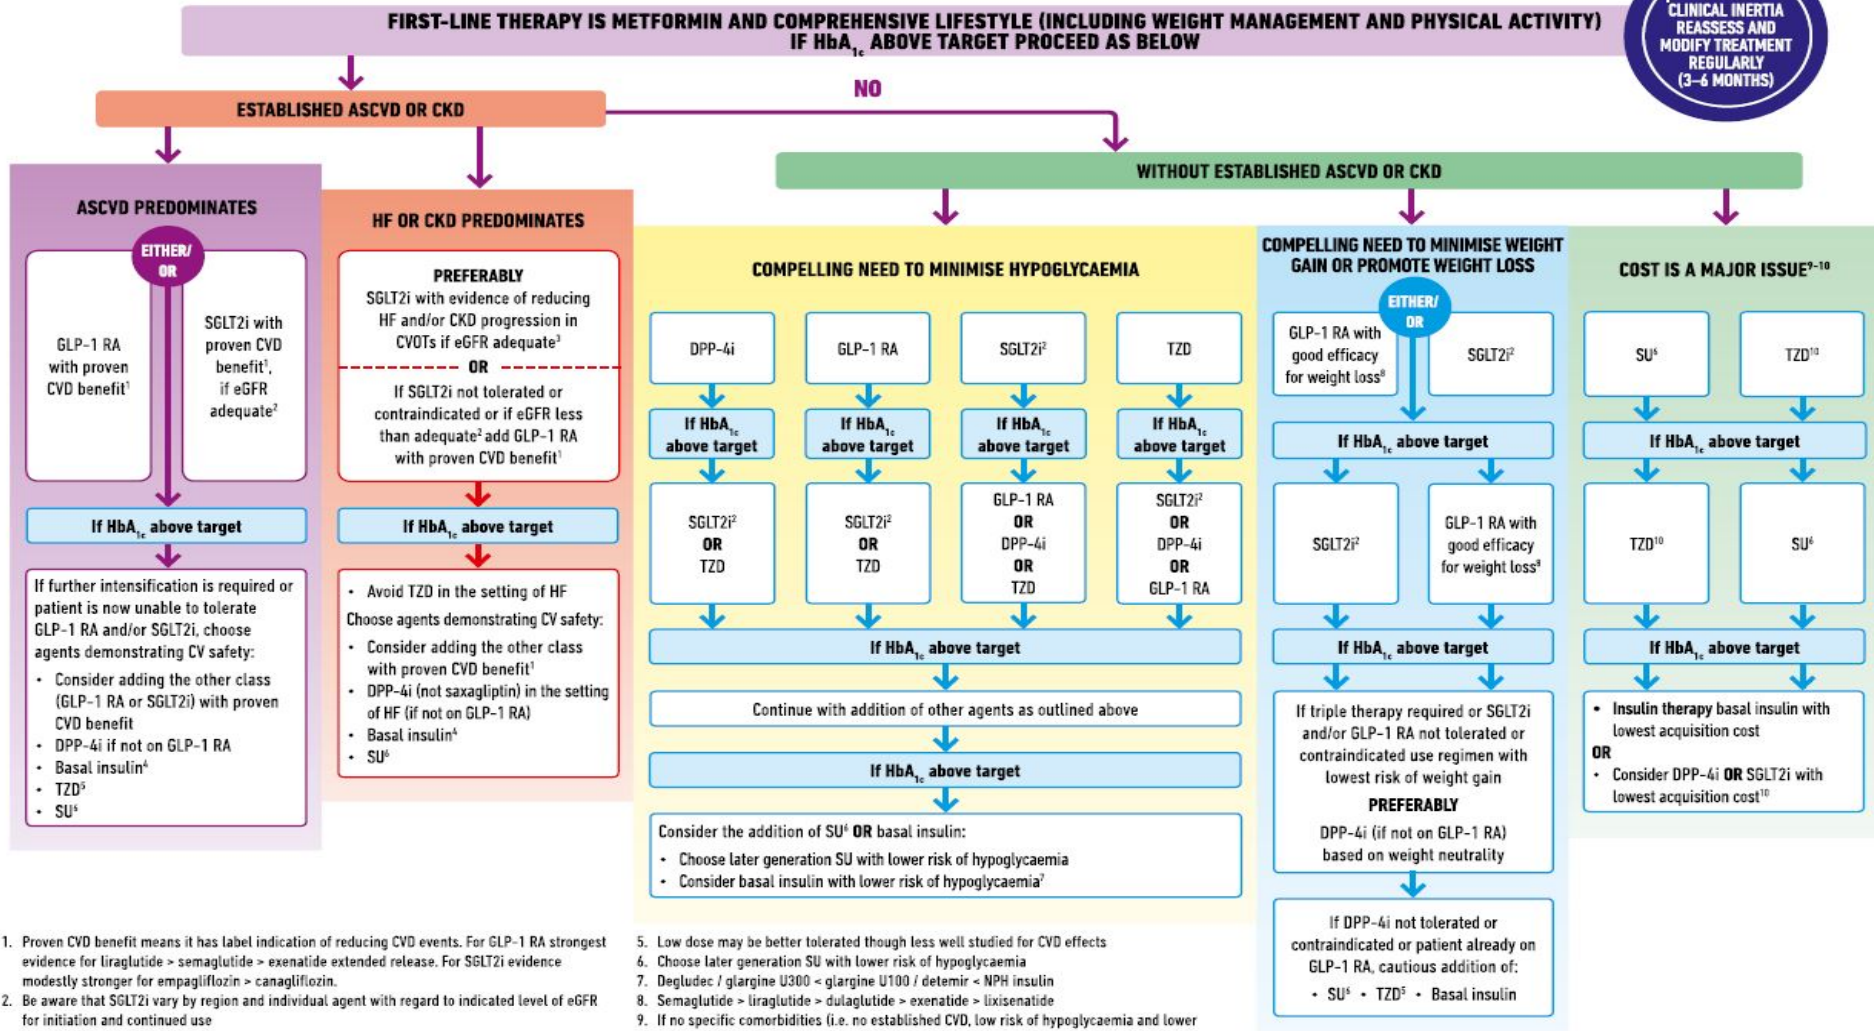 FIRST-LINE THERAPY IS METFORMIN AND COMPREHENSIVE LIFESTYLE (INCLUDING WEIGHT MANAGEMENT AND PHYSICAL ACTIVITY)
IF HbA1c ABOVE TARGET PROCEED AS BELOW
CLINICAL INERTIA
REASSESS AND
MODIFY TREATMENT
REGULARLY
(3–6 MONTHS)
NO
ESTABLISHED ASCVD OR CKD
WITHOUT ESTABLISHED ASCVD OR CKD
ASCVD PREDOMINATES
EITHER/
OR
GLP-1 RA
with proven
CVD benefit¹
SGLT2i with
proven CVD
benefit¹,
if eGFR
adequate²
If HbA1c above target
If further intensification is required or
patient is now unable to tolerate
GLP-1 RA and/or SGLT2i, choose
agents demonstrating CV safety:
• Consider adding the other class
(GLP-1 RA or SGLT2i) with proven
CVD benefit
• DPP-4i if not on GLP-1 RA
• Basal insulin⁴
• TZD⁵
• SU⁶
HF OR CKD PREDOMINATES
PREFERABLY
SGLT2i with evidence of reducing
HF and/or CKD progression in
CVOTs if eGFR adequate³
OR
If SGLT2i not tolerated or
contraindicated or if eGFR less
than adequate² add GLP-1 RA
with proven CVD benefit¹
If HbA1c above target
• Avoid TZD in the setting of HF
Choose agents demonstrating CV safety:
• Consider adding the other class
with proven CVD benefit¹
• DPP-4i (not saxagliptin) in the setting
of HF (if not on GLP-1 RA)
• Basal insulin⁴
• SU⁶
COMPELLING NEED TO MINIMISE HYPOGLYCAEMIA
DPP-4i
GLP-1 RA
SGLT2i²
TZD
If HbA1c
above target
If HbA1c
above target
If HbA1c
above target
If HbA1c
above target
SGLT2i²
OR
TZD
SGLT2i²
OR
TZD
GLP-1 RA
OR
DPP-4i
OR
TZD
SGLT2i²
OR
DPP-4i
OR
GLP-1 RA
If HbA1c above target
Continue with addition of other agents as outlined above
If HbA1c above target
Consider the addition of SU⁶ OR basal insulin:
• Choose later generation SU with lower risk of hypoglycaemia
• Consider basal insulin with lower risk of hypoglycaemia⁷
COMPELLING NEED TO MINIMISE WEIGHT
GAIN OR PROMOTE WEIGHT LOSS
EITHER/
OR
GLP-1 RA with
good efficacy
for weight loss⁸
SGLT2i²
If HbA1c above target
SGLT2i²
GLP-1 RA with
good efficacy
for weight loss⁸
If HbA1c above target
If triple therapy required or SGLT2i
and/or GLP-1 RA not tolerated or
contraindicated use regimen with
lowest risk of weight gain
PREFERABLY
DPP-4i (if not on GLP-1 RA)
based on weight neutrality
If DPP-4i not tolerated or
contraindicated or patient already on
GLP-1 RA, cautious addition of:
• SU⁶ • TZD⁵ • Basal insulin
COST IS A MAJOR ISSUE⁹⁻¹⁰
SU⁶
TZD¹⁰
If HbA1c above target
TZD¹⁰
SU⁶
If HbA1c above target
• Insulin therapy basal insulin with
lowest acquisition cost
OR
• Consider DPP-4i OR SGLT2i with
lowest acquisition cost¹⁰
1. Proven CVD benefit means it has label indication of reducing CVD events. For GLP-1 RA strongest
evidence for liraglutide > semaglutide > exenatide extended release. For SGLT2i evidence
modestly stronger for empagliflozin > canagliflozin.
2. Be aware that SGLT2i vary by region and individual agent with regard to indicated level of eGFR
for initiation and continued use
5. Low dose may be better tolerated though less well studied for CVD effects
6. Choose later generation SU with lower risk of hypoglycaemia
7. Degludec / glargine U300 < glargine U100 / detemir < NPH insulin
8. Semaglutide > liraglutide > dulaglutide > exenatide > lixisenatide
9. If no specific comorbidities (i.e. no established CVD, low risk of hypoglycaemia and lower